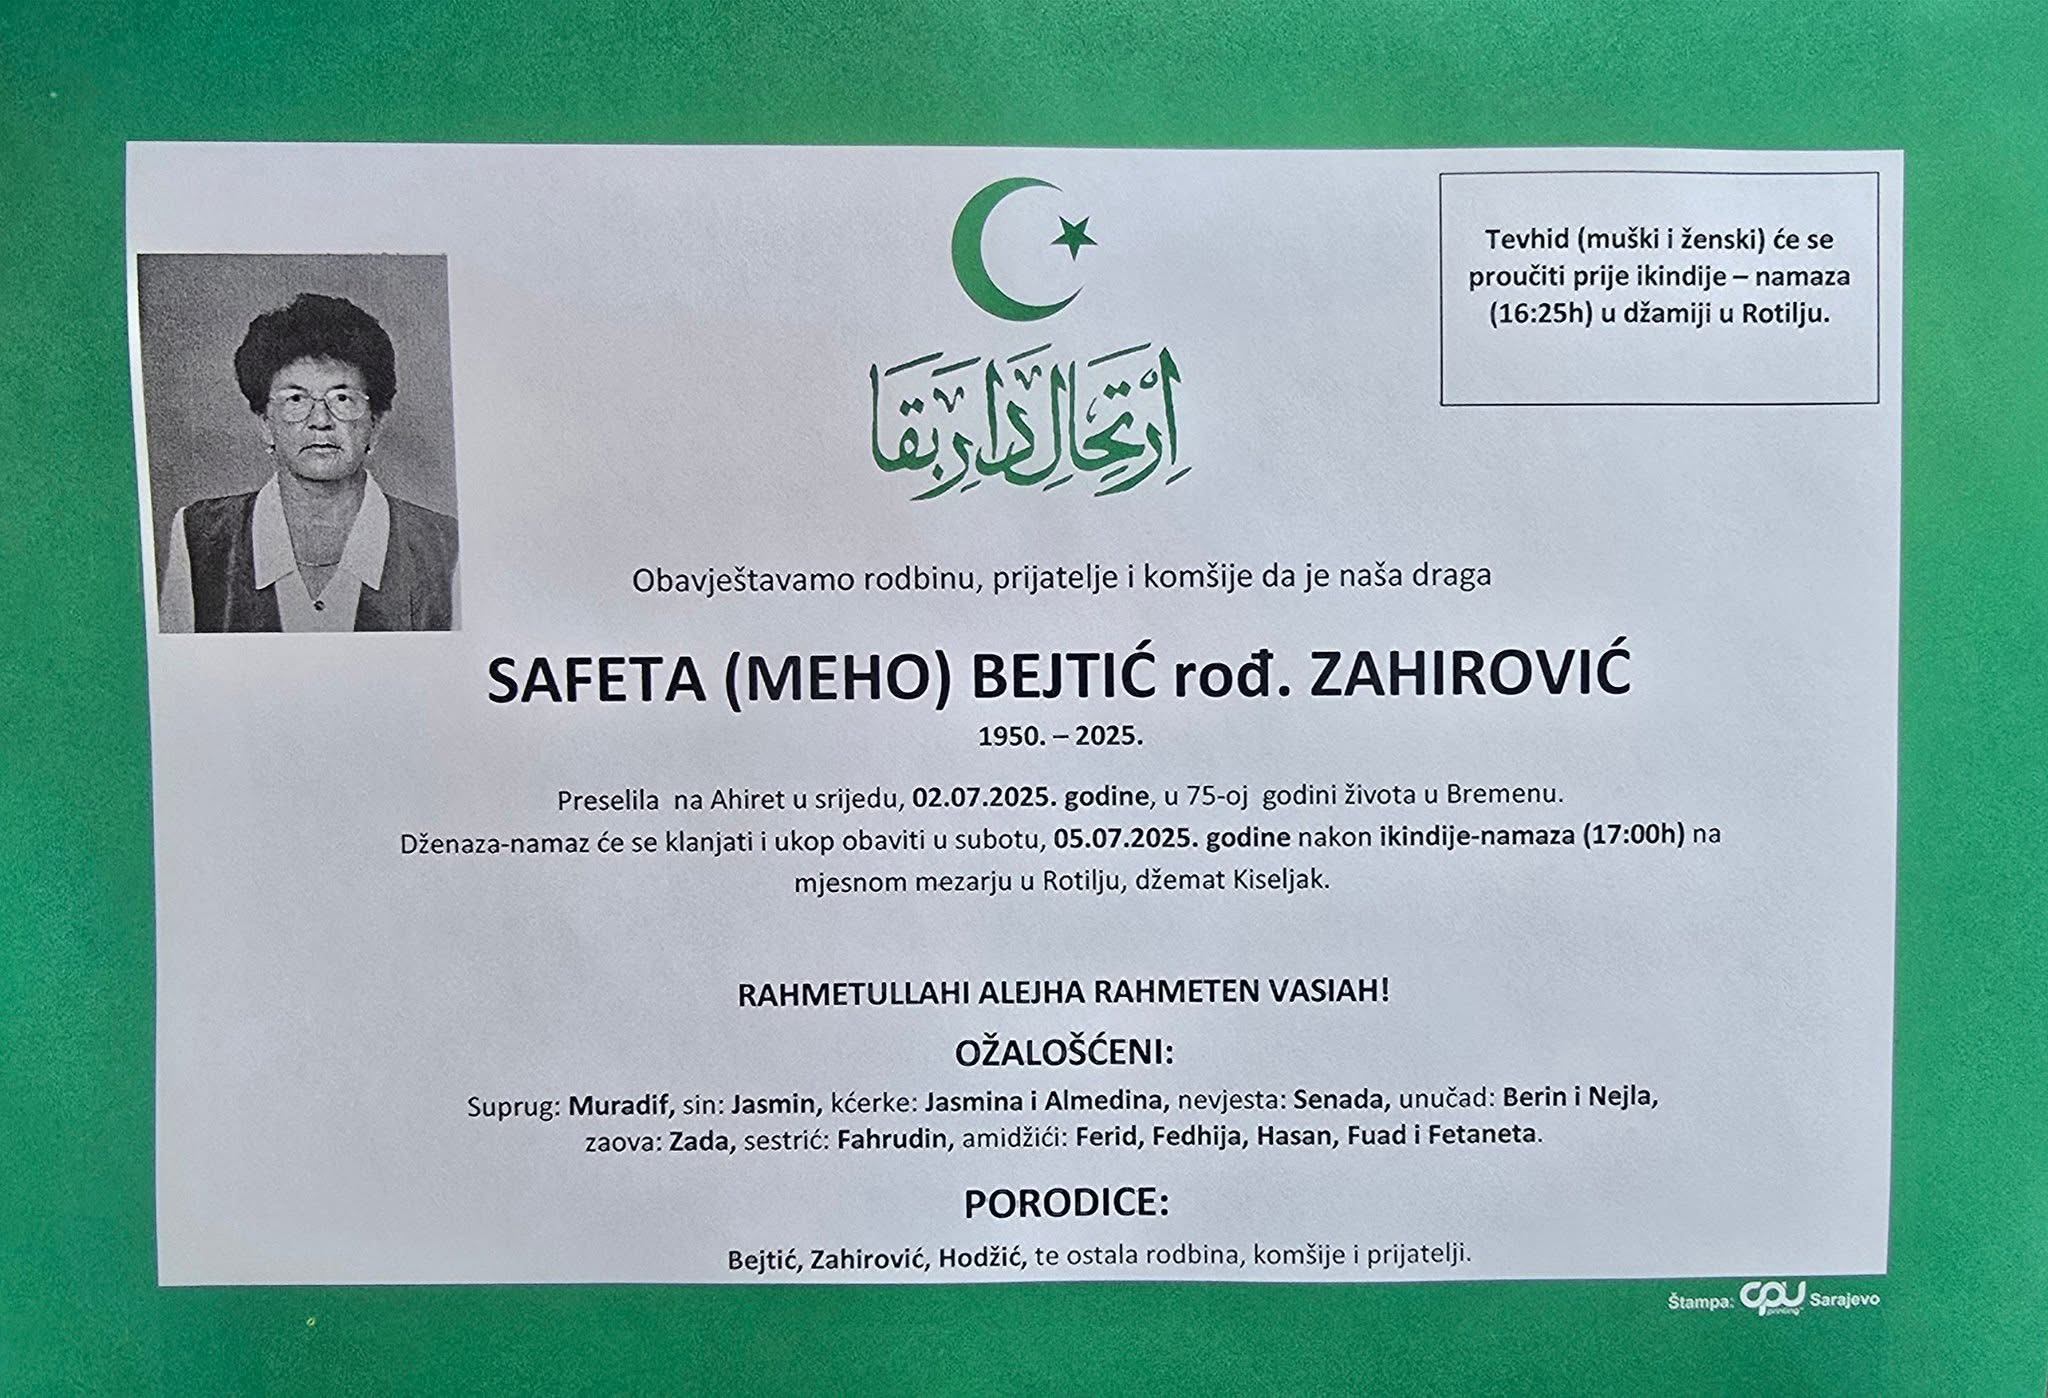 Tevhid (muški i ženski) će se
proučiti prije ikindije – namaza
(16:25h) u džamiji u Rotilju.
اِرْتِحَالِ دَارِ بَقَا
Obavještavamo rodbinu, prijatelje i komšije da je naša draga
SAFETA (MEHO) BEJTIĆ rođ. ZAHIROVIĆ
1950. – 2025.
Preselila na Ahiret u srijedu, 02.07.2025. godine, u 75-oj godini života u Bremenu.
Dženaza-namaz će se klanjati i ukop obaviti u subotu, 05.07.2025. godine nakon ikindije-namaza (17:00h) na
mjesnom mezarju u Rotilju, džemat Kiseljak.
RAHMETULLAHI ALEJHA RAHMETEN VASIAH!
OŽALOŠĆENI:
Suprug: Muradif, sin: Jasmin, kćerke: Jasmina i Almedina, nevjesta: Senada, unučad: Berin i Nejla,
zaova: Zada, sestrić: Fahrudin, amidžići: Ferid, Fedhija, Hasan, Fuad i Fetaneta.
PORODICE:
Bejtić, Zahirović, Hodžić, te ostala rodbina, komšije i prijatelji.
Štampa: CPU printing Sarajevo